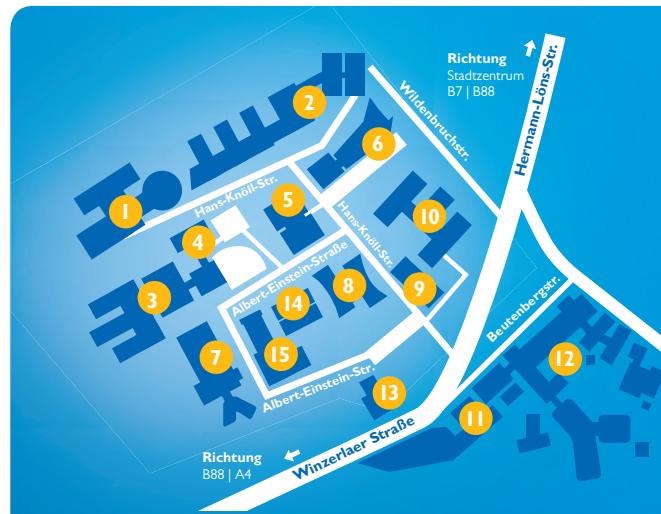 Richtung
Stadtzentrum
B7 | B88
Hermann-Löns-Str.
Wildenbruchstr.
2
6
1
Hans-Knöll-Str.
5
10
4
Hans-Knöll-Str.
Albert-Einstein-Straße
3
14
8
9
Beutenbergstr.
7
15
12
Albert-Einstein-Str.
13
11
Winzerlaer Straße
Richtung
B88 | A4